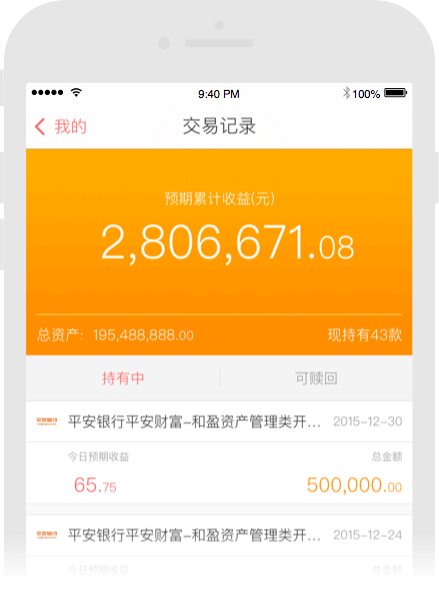 9:40 PM 100%
我的 交易记录
预期累计收益(元)
2,806,671.08
总资产: 195,488,888.00 现持有43款
持有中 可赎回
平安银行 平安银行平安财富-和盈资产管理类开... 2015-12-30
今日预期收益 总金额
65.75 500,000.00
平安银行 平安银行平安财富-和盈资产管理类开... 2015-12-24
今日预期收益 总金额